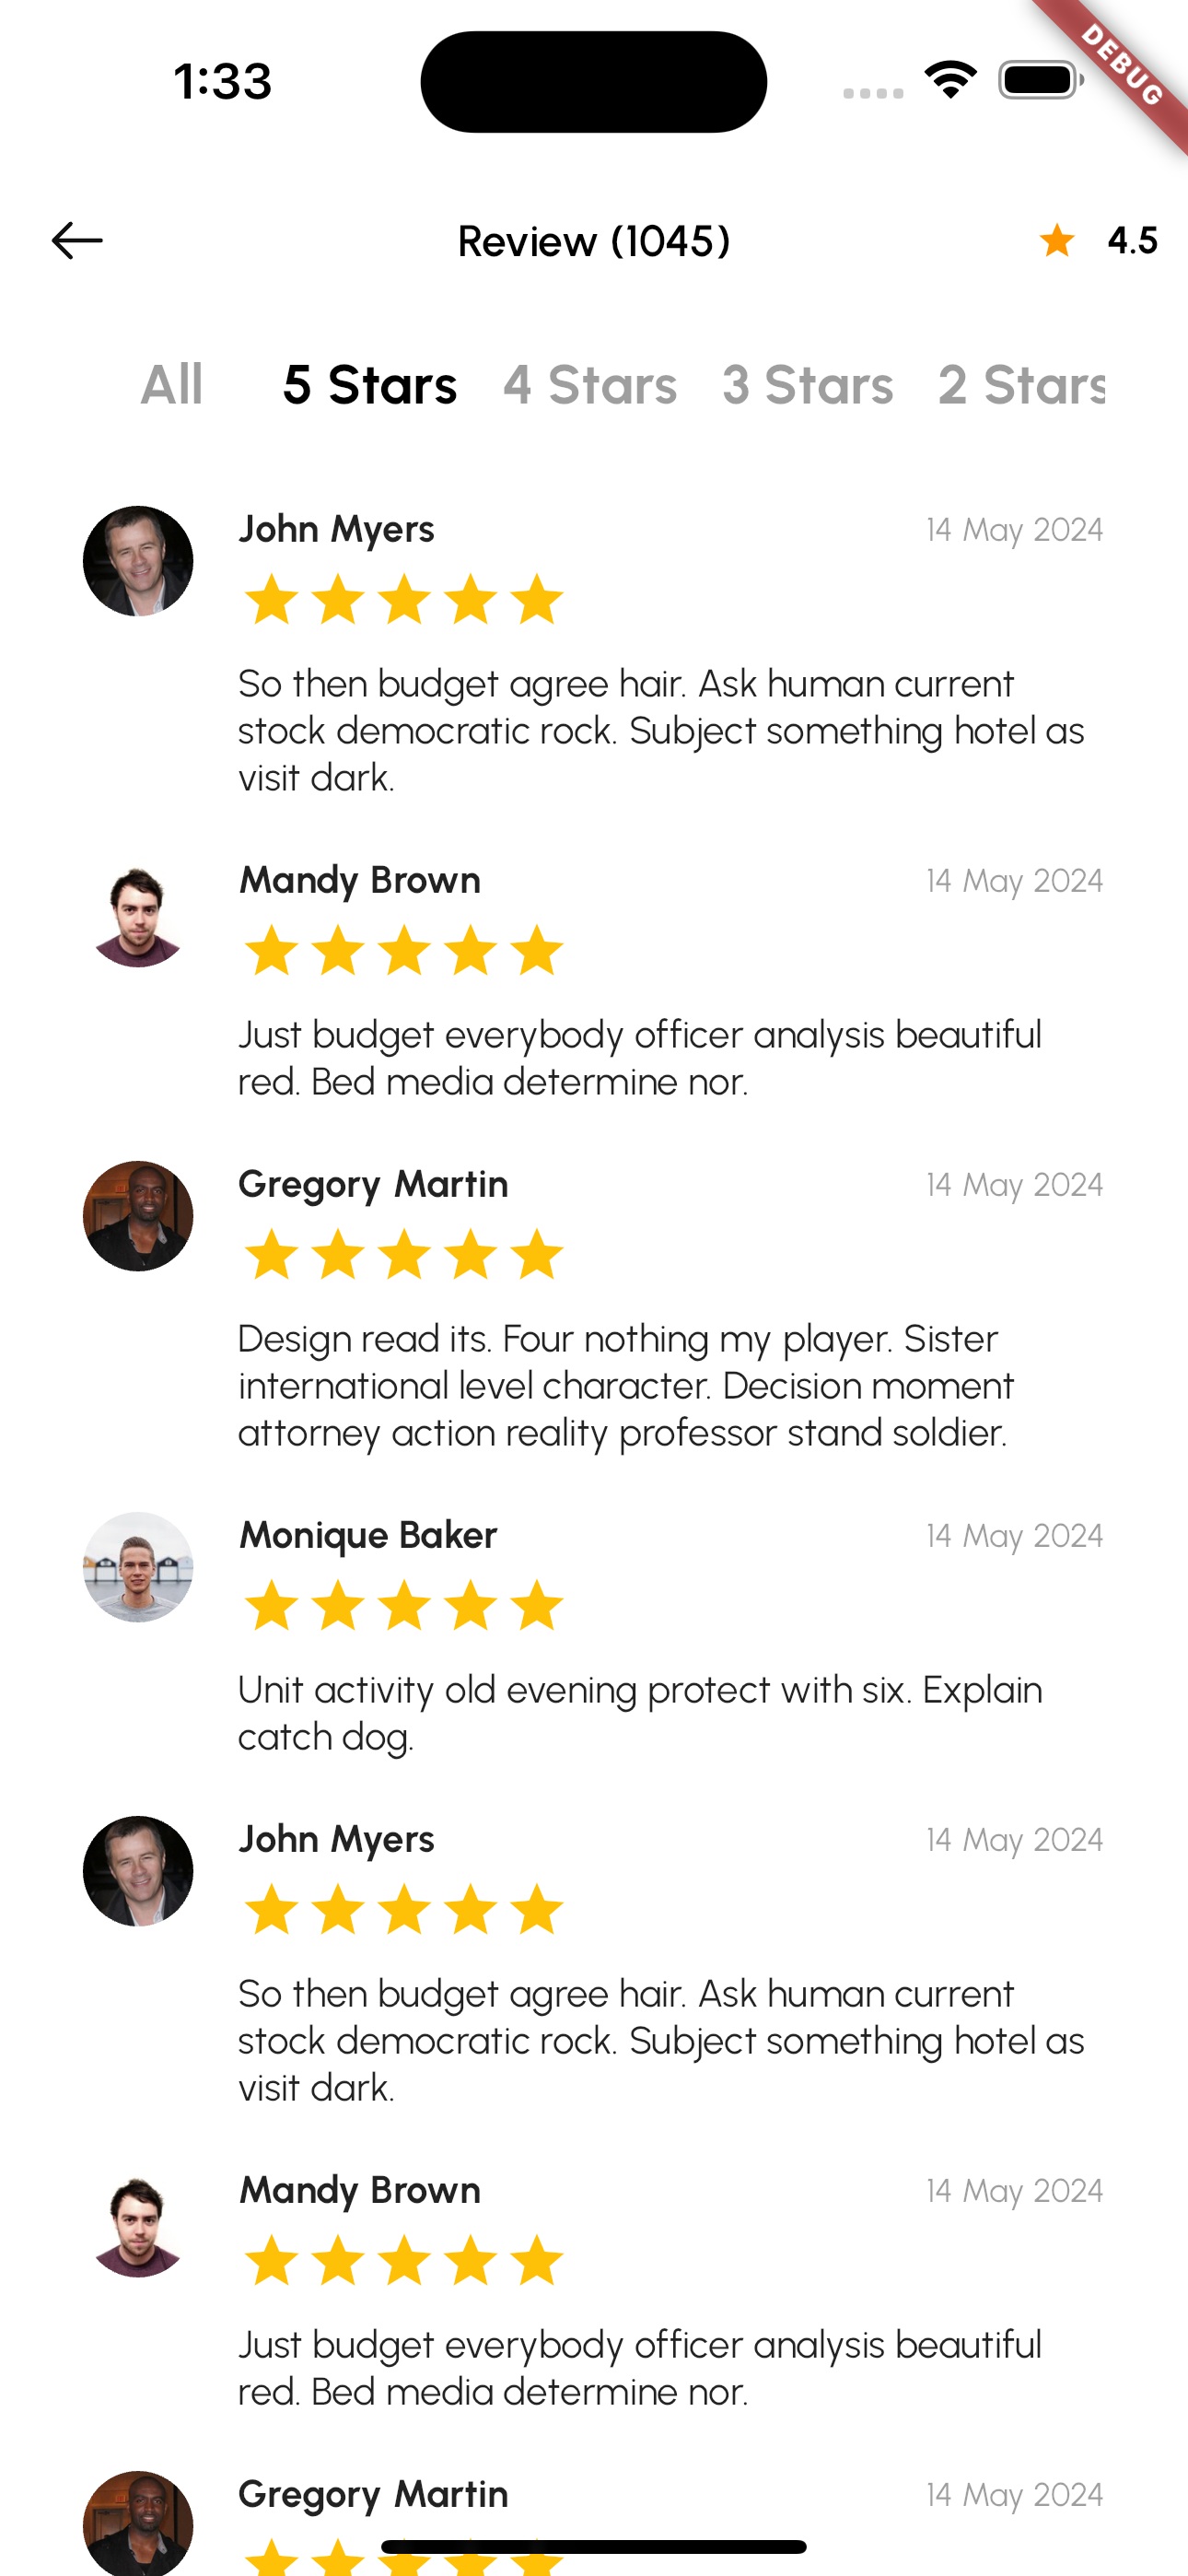 1:33
DEBUG
Review (1045)
4.5
All 5 Stars 4 Stars 3 Stars 2 Stars
John Myers
14 May 2024
So then budget agree hair. Ask human current
stock democratic rock. Subject something hotel as
visit dark.
Mandy Brown
14 May 2024
Just budget everybody officer analysis beautiful
red. Bed media determine nor.
Gregory Martin
14 May 2024
Design read its. Four nothing my player. Sister
international level character. Decision moment
attorney action reality professor stand soldier.
Monique Baker
14 May 2024
Unit activity old evening protect with six. Explain
catch dog.
John Myers
14 May 2024
So then budget agree hair. Ask human current
stock democratic rock. Subject something hotel as
visit dark.
Mandy Brown
14 May 2024
Just budget everybody officer analysis beautiful
red. Bed media determine nor.
Gregory Martin
14 May 2024